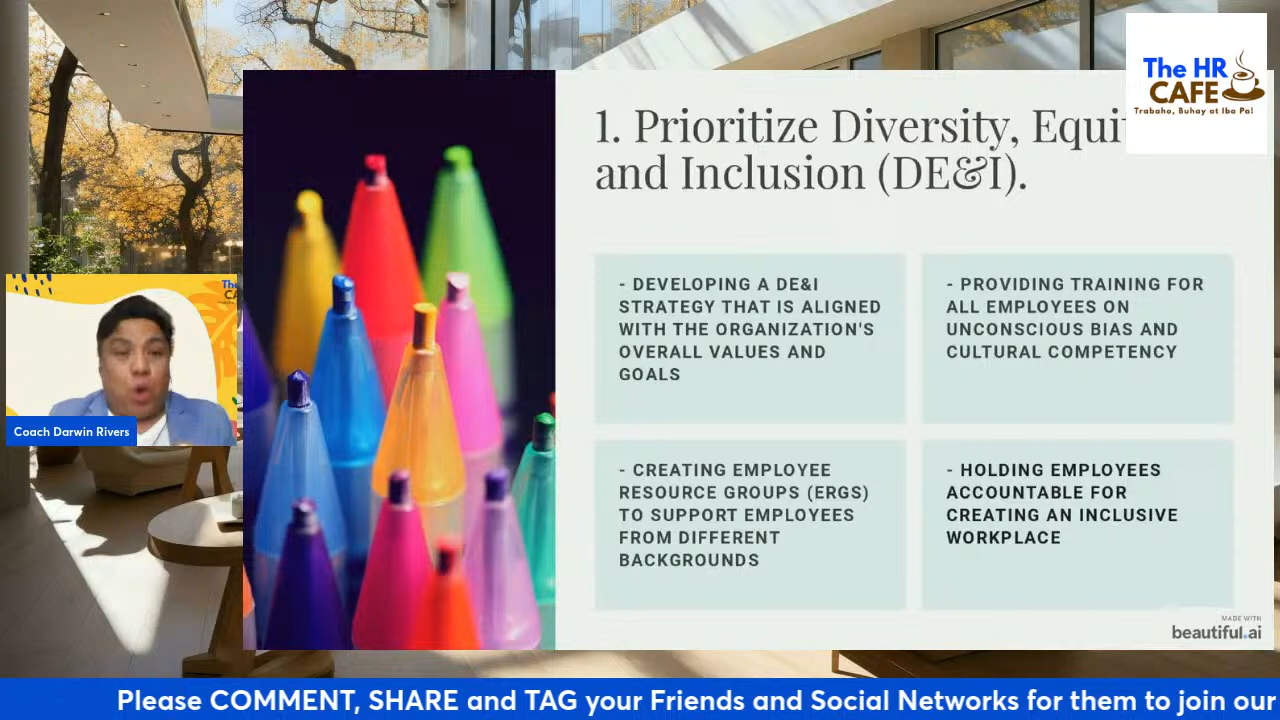 The HR
CAFE
Trabaho, Buhay at Iba Pa!
1. Prioritize Diversity, Equi
and Inclusion (DE&I).
- DEVELOPING A DE&I
STRATEGY THAT IS ALIGNED
WITH THE ORGANIZATION'S
OVERALL VALUES AND
GOALS
- PROVIDING TRAINING FOR
ALL EMPLOYEES ON
UNCONSCIOUS BIAS AND
CULTURAL COMPETENCY
- CREATING EMPLOYEE
RESOURCE GROUPS (ERGS)
TO SUPPORT EMPLOYEES
FROM DIFFERENT
BACKGROUNDS
- HOLDING EMPLOYEES
ACCOUNTABLE FOR
CREATING AN INCLUSIVE
WORKPLACE
MADE WITH
beautiful.ai
The
CA
Coach Darwin Rivers
Please COMMENT, SHARE and TAG your Friends and Social Networks for them to join our